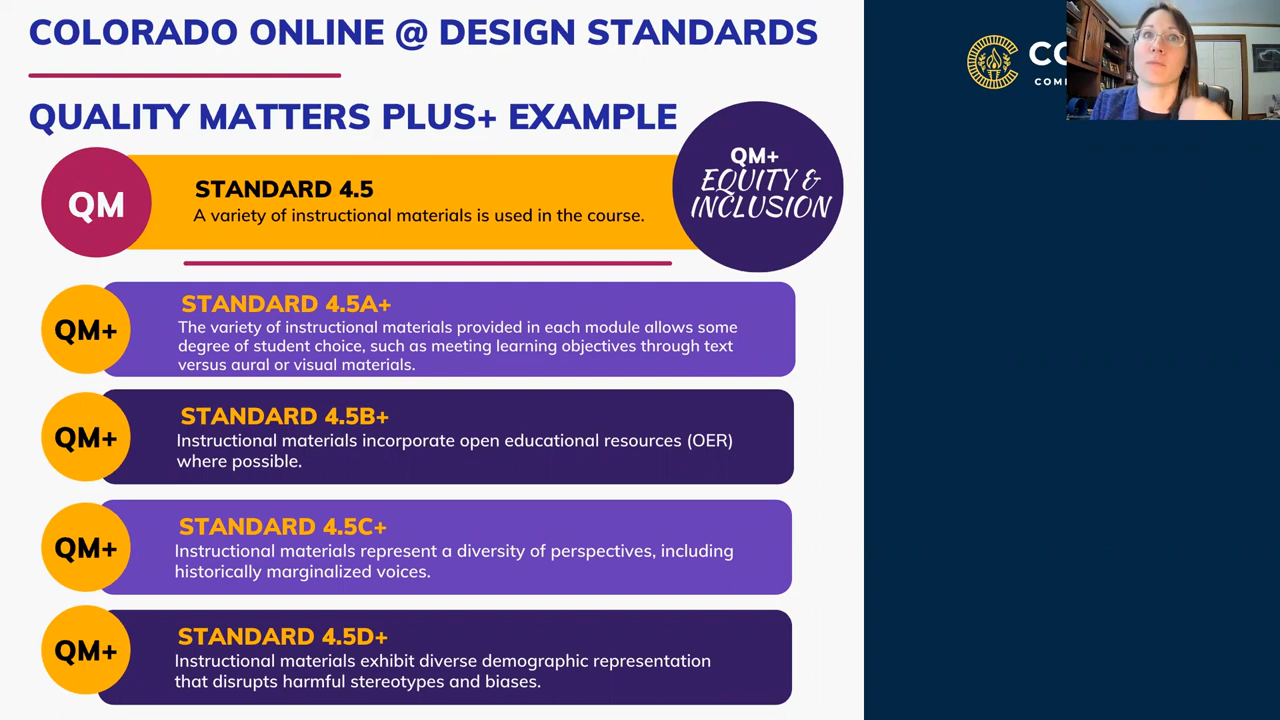 COLORADO ONLINE @ DESIGN STANDARDS
QUALITY MATTERS PLUS+ EXAMPLE
QM
STANDARD 4.5
A variety of instructional materials is used in the course.
QM+
EQUITY &
INCLUSION
QM+
STANDARD 4.5A+
The variety of instructional materials provided in each module allows some
degree of student choice, such as meeting learning objectives through text
versus aural or visual materials.
QM+
STANDARD 4.5B+
Instructional materials incorporate open educational resources (OER)
where possible.
QM+
STANDARD 4.5C+
Instructional materials represent a diversity of perspectives, including
historically marginalized voices.
QM+
STANDARD 4.5D+
Instructional materials exhibit diverse demographic representation
that disrupts harmful stereotypes and biases.